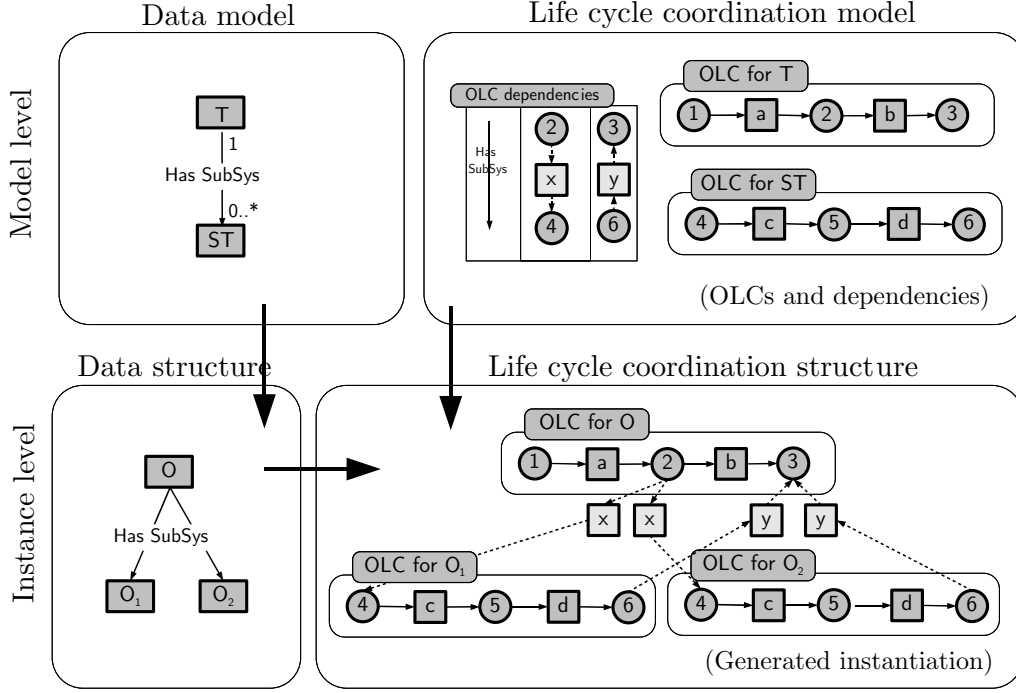 Data model
Life cycle coordination model
Model level
T
1
Has SubSys
0..*
ST
OLC dependencies
Has
SubSys
2
x
4
3
y
6
OLC for T
1 a 2 b 3
OLC for ST
4 c 5 d 6
(OLCs and dependencies)
Data structure
Life cycle coordination structure
Instance level
O
Has SubSys
O1 O2
OLC for O
1 a 2 b 3
x x y y
OLC for O1
4 c 5 d 6
OLC for O2
4 c 5 d 6
(Generated instantiation)